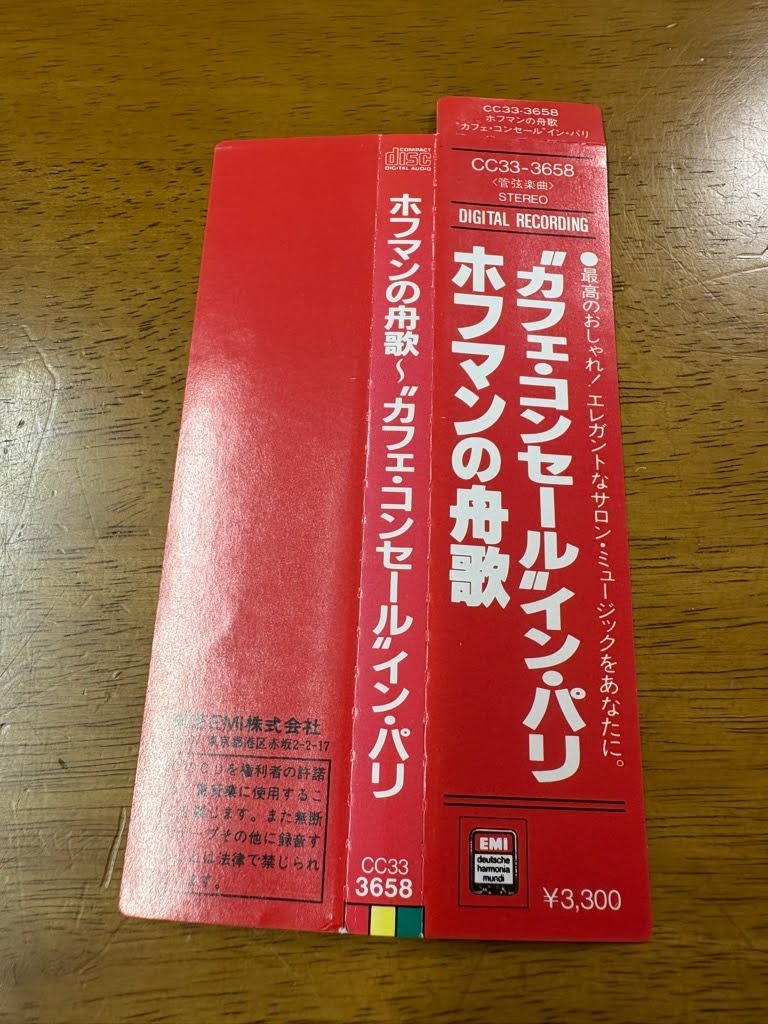 CC33-3658
ホフマンの舟歌
"カフェ・コンセール"イン・パリ
CC33-3658
〈管弦楽曲〉
STEREO
DIGITAL RECORDING
●最高のおしゃれ！エレガントなサロン・ミュージックをあなたに。
"カフェ・コンセール"イン・パリ
ホフマンの舟歌
EMI
deutsche
harmonia
mundi
¥3,300
COMPACT
disc
DIGITAL AUDIO
ホフマンの舟歌〜"カフェ・コンセール"イン・パリ
CC33
3658
EMI株式会社
東京都港区赤坂2-2-17
CDを権利者の許諾
に使用するこ
します。また無断
テープその他に録音す
は法律で禁じられ
ます。